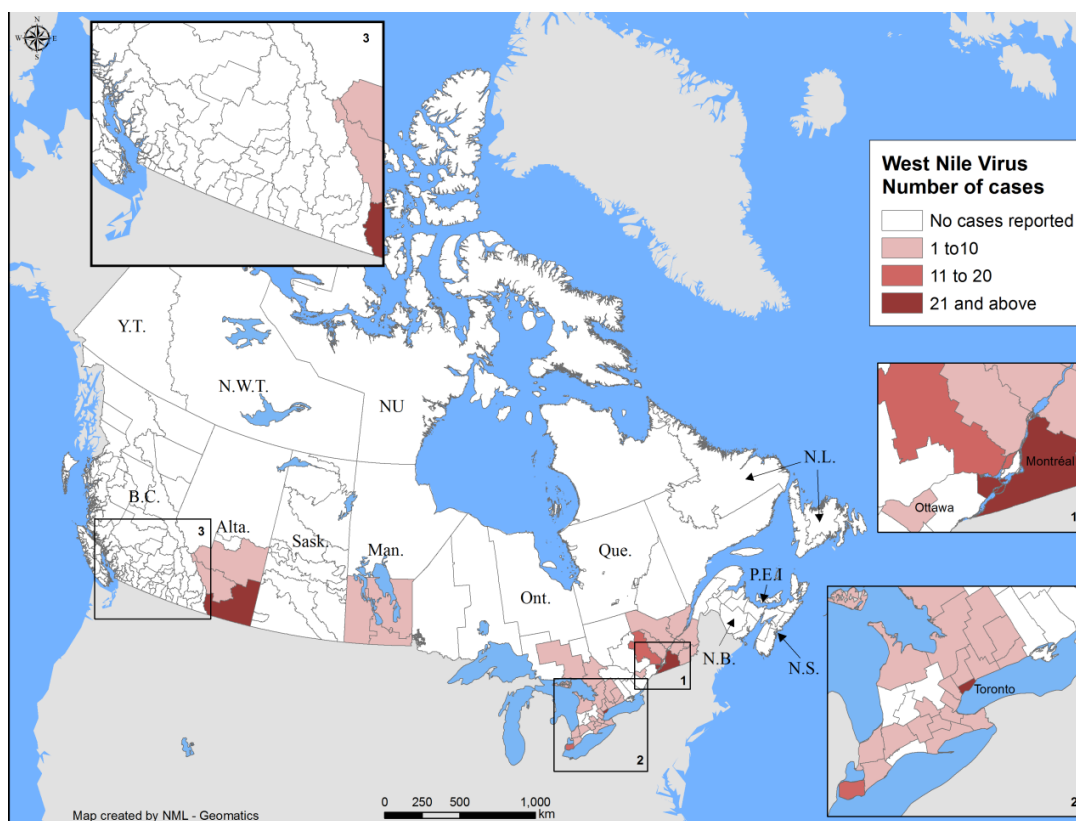 N
W E
S
3
West Nile Virus
Number of cases
No cases reported
1 to10
11 to 20
21 and above
Y.T.
N.W.T.
NU
B.C.
3
Alta.
Sask.
Man.
Ont.
Que.
N.L.
P.E.I
N.B.
N.S.
1
2
Montréal
Ottawa
1
Toronto
2
0 250 500 1,000
km
Map created by NML - Geomatics